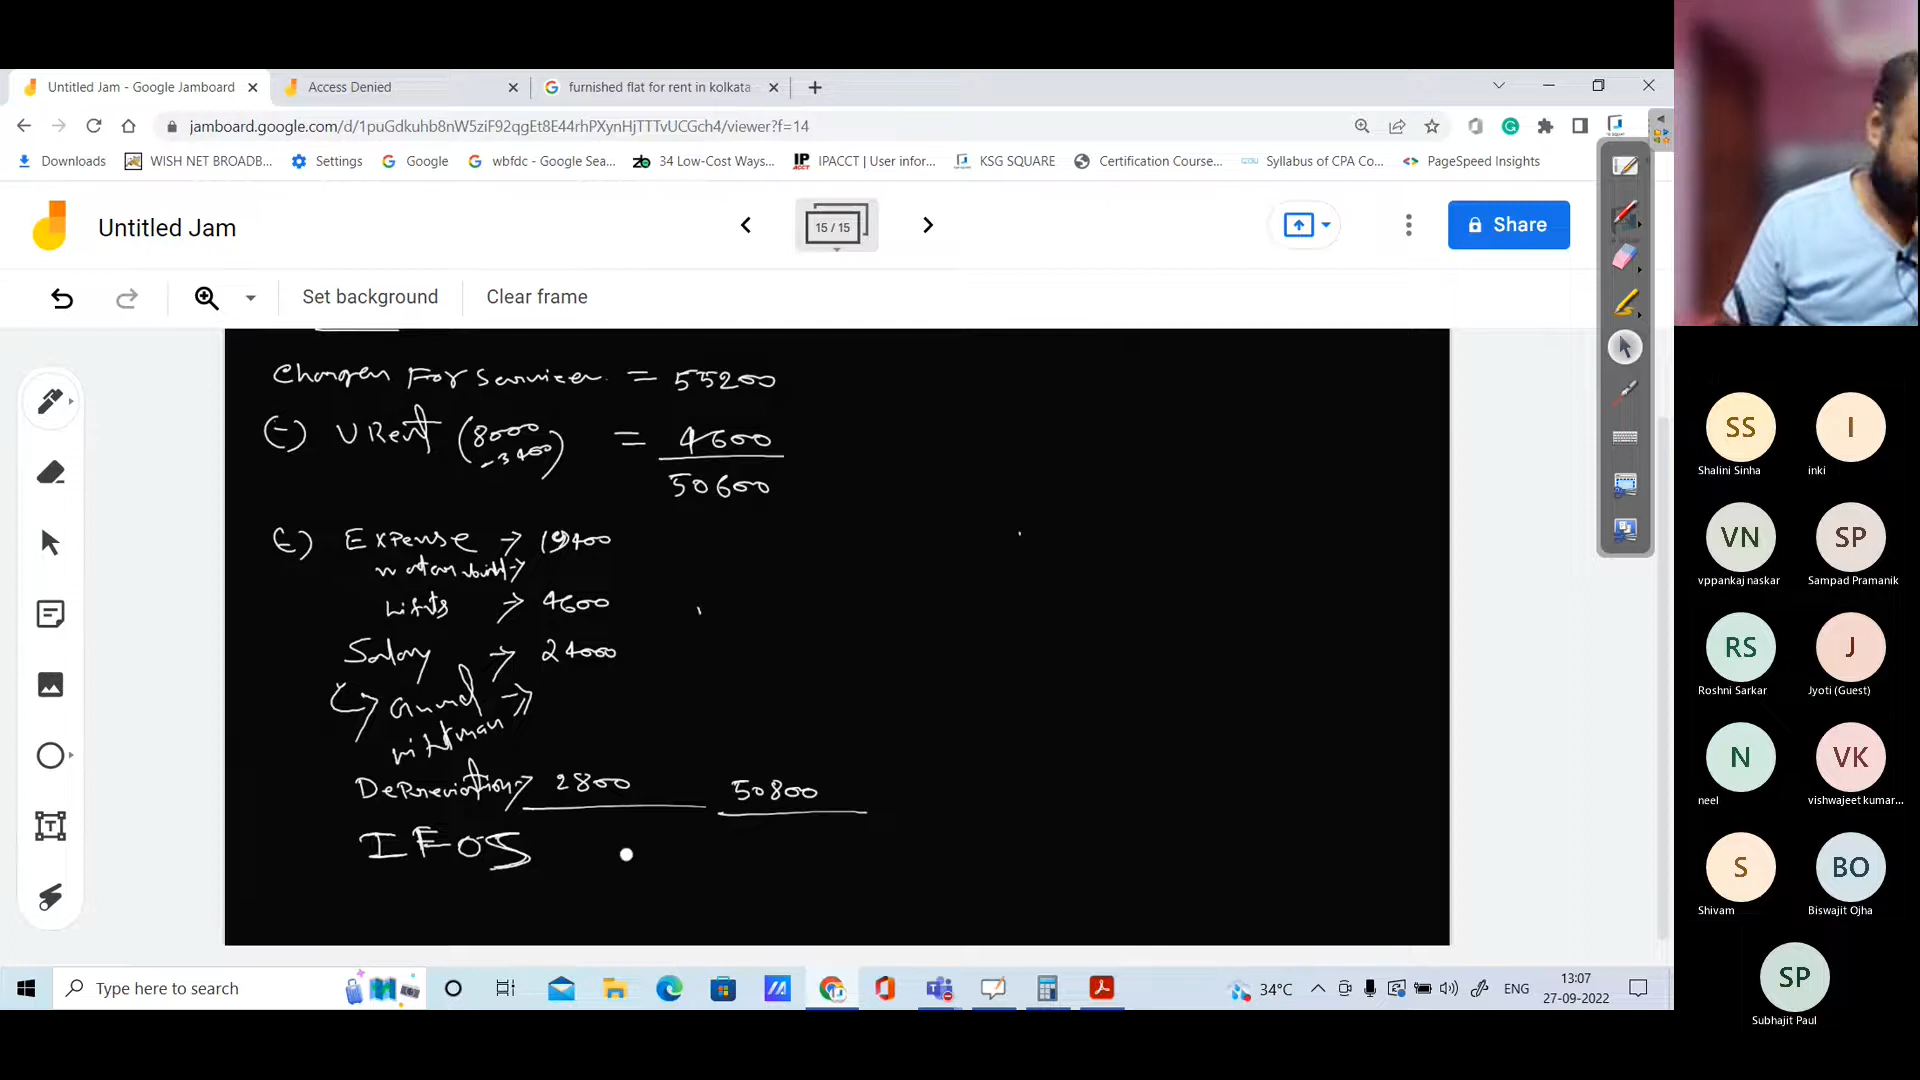 Untitled Jam - Google Jamboard
Access Denied
furnished flat for rent in kolkata
jamboard.google.com/d/1puGdkuhb8nW5ziF92qgEt8E44rhPXynHjTTTvUCGch4/viewer?f=14
Downloads
WISH NET BROADB...
Settings
Google
wbfdc - Google Sea...
34 Low-Cost Ways...
IPACCT | User infor...
KSG SQUARE
Certification Course...
Syllabus of CPA Co...
PageSpeed Insights
Untitled Jam
15 / 15
Share
Set background
Clear frame
Charges For Services = 55200
(-) U Rent (8000 - 3400) = 4600
50600
(-) Expense → 19400
Lifts → 4600
Salary → 24000
Depreciation → 2800 50800
IFOS
SS
Shalini Sinha
I
inki
VN
vppankaj naskar
SP
Sampad Pramanik
RS
Roshni Sarkar
J
Jyoti (Guest)
N
neel
VK
vishwajeet kumar...
S
Shivam
BO
Biswajit Ojha
SP
Subhajit Paul
Type here to search
34°C
ENG
13:07
27-09-2022